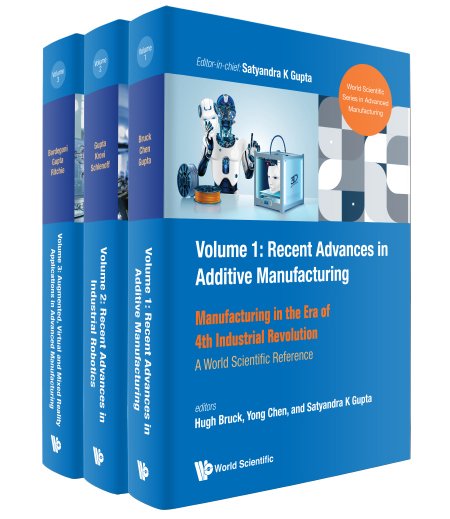 Volume 3
Bordegoni
Gupta
Ritchie
Volume 3: Augmented, Virtual and Mixed Reality
Applications in Advanced Manufacturing
Volume 2
Gupta
Krovi
Schlenoff
Volume 2: Recent Advances in
Industrial Robotics
Volume 1
Bruck
Chen
Gupta
Volume 1: Recent Advances in
Additive Manufacturing
Editor-in-chief: Satyandra K Gupta
World Scientific
Series in Advanced
Manufacturing
Volume 1: Recent Advances in
Additive Manufacturing
Manufacturing in the Era of
4th Industrial Revolution
A World Scientific Reference
editors
Hugh Bruck, Yong Chen, and Satyandra K Gupta
World Scientific